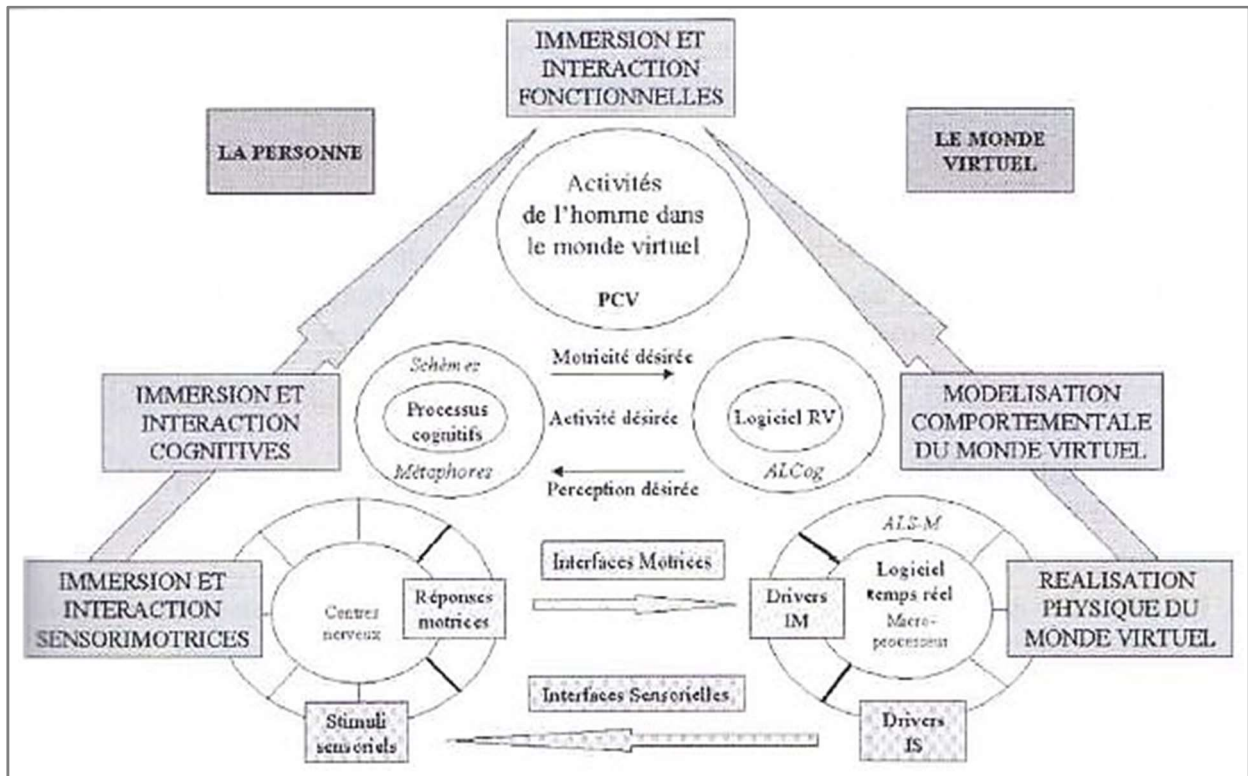 IMMERSION ET
INTERACTION
FONCTIONNELLES
LA PERSONNE
LE MONDE
VIRTUEL
Activités
de l'homme dans
le monde virtuel
PCV
IMMERSION ET
INTERACTION
COGNITIVES
Schèmes
Processus
cognitifs
Métaphores
Motricité désirée
Activité désirée
Perception désirée
Logiciel RV
ALCog
MODELISATION
COMPORTEMENTALE
DU MONDE VIRTUEL
IMMERSION ET
INTERACTION
SENSORIMOTRICES
Centres
nerveux
Réponses
motrices
Stimuli
sensoriels
Interfaces Motrices
Interfaces Sensorielles
ALS-M
Drivers
IM
Logiciel
temps réel
Micro-
processeur
Drivers
IS
REALISATION
PHYSIQUE DU
MONDE VIRTUEL